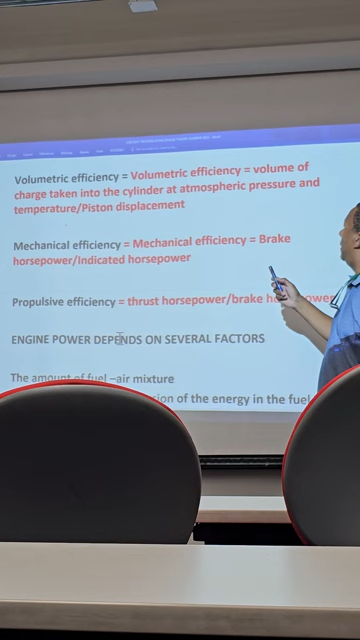 Volumetric efficiency = Volumetric efficiency = volume of
charge taken into the cylinder at atmospheric pressure and
temperature/Piston displacement
Mechanical efficiency = Mechanical efficiency = Brake
horsepower/Indicated horsepower
Propulsive efficiency = thrust horsepower/brake horsepower
ENGINE POWER DEPENDS ON SEVERAL FACTORS
The amount of fuel –air mixture
of the energy in the fuel